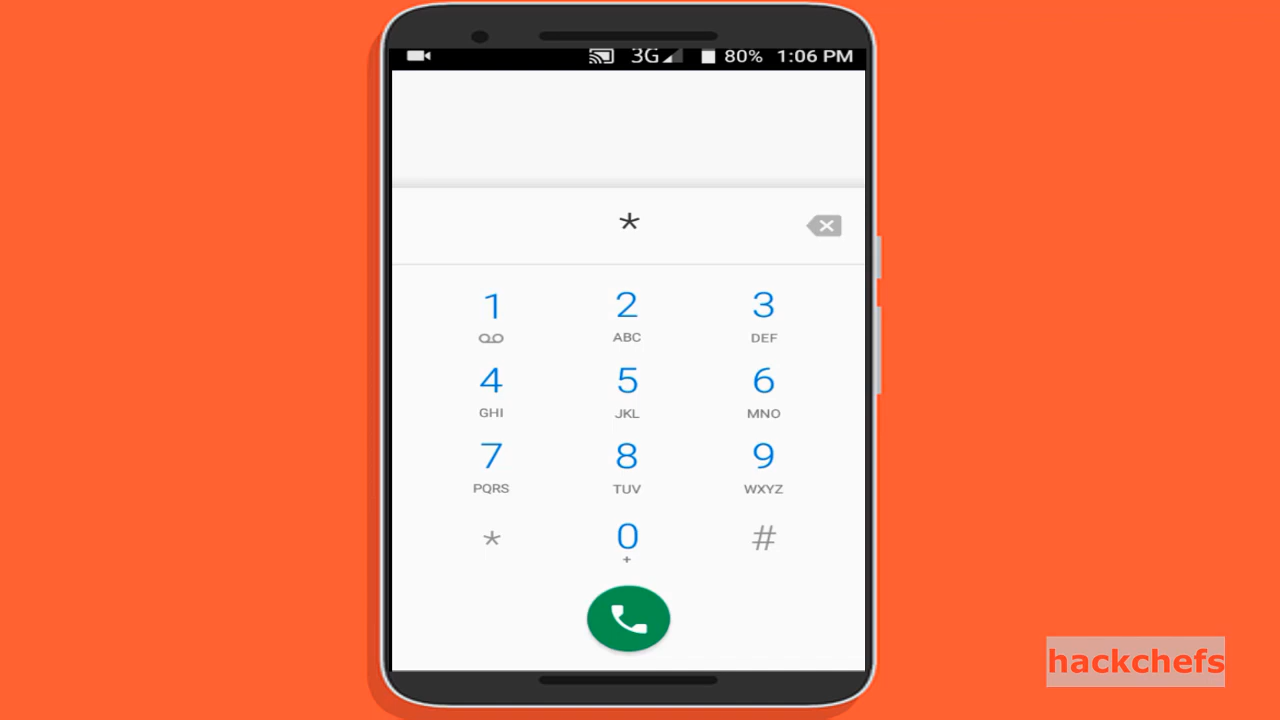 3G 80% 1:06 PM
*
1 2 3
ABC DEF
4 5 6
GHI JKL MNO
7 8 9
PQRS TUV WXYZ
* 0 #
+
hackchefs